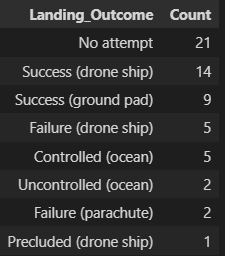 Landing_Outcome Count
No attempt 21
Success (drone ship) 14
Success (ground pad) 9
Failure (drone ship) 5
Controlled (ocean) 5
Uncontrolled (ocean) 2
Failure (parachute) 2
Precluded (drone ship) 1